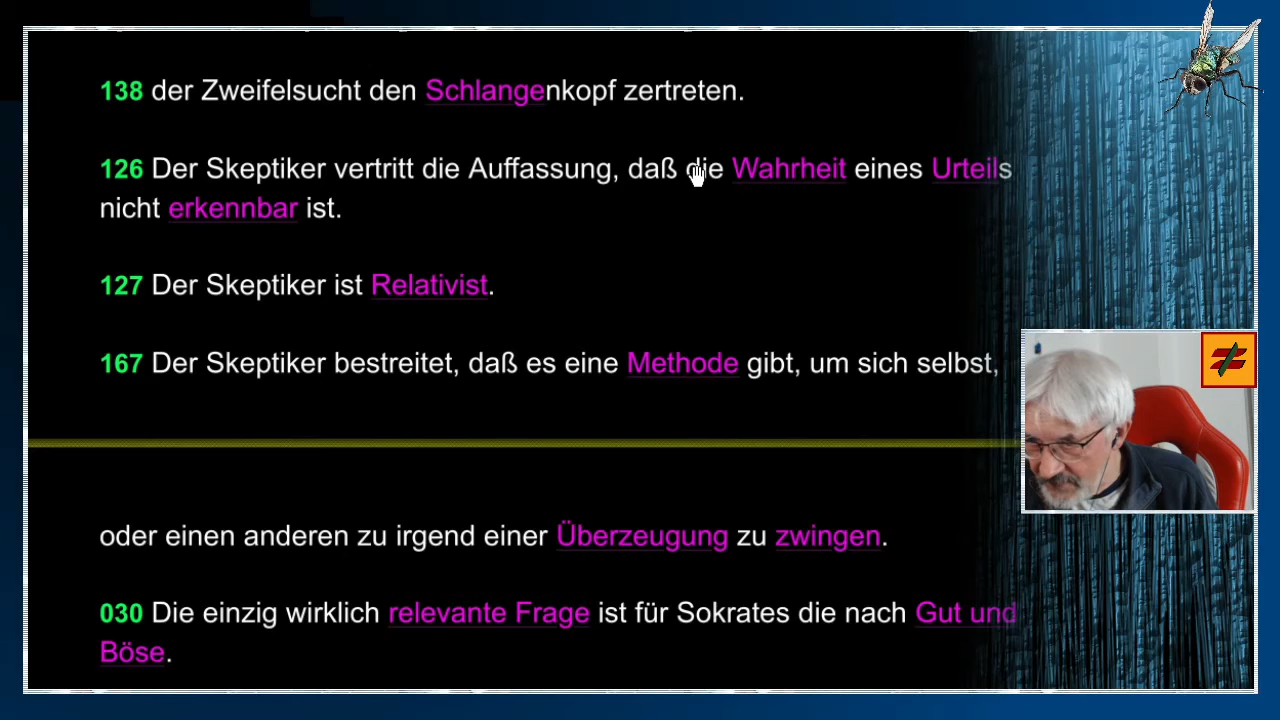 138 der Zweifelsucht den Schlangenkopf zertreten.
126 Der Skeptiker vertritt die Auffassung, daß die Wahrheit eines Urteils
nicht erkennbar ist.
127 Der Skeptiker ist Relativist.
167 Der Skeptiker bestreitet, daß es eine Methode gibt, um sich selbst,
oder einen anderen zu irgend einer Überzeugung zu zwingen.
030 Die einzig wirklich relevante Frage ist für Sokrates die nach Gut und
Böse.